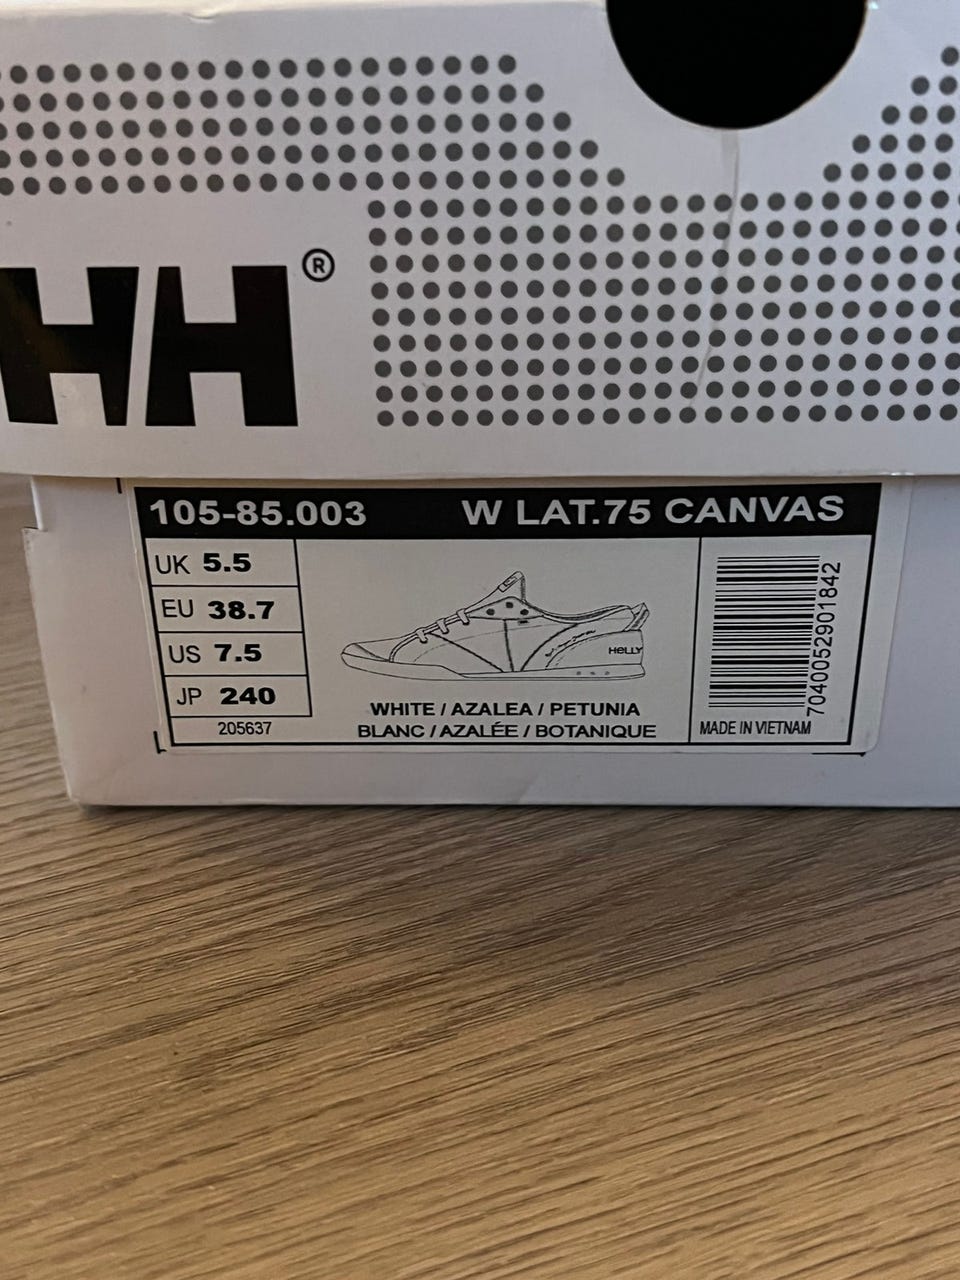 HH®
105-85.003 W LAT.75 CANVAS
UK 5.5
EU 38.7
US 7.5
JP 240
205637
HELLY
WHITE / AZALEA / PETUNIA
BLANC / AZALÉE / BOTANIQUE
7040052901842
MADE IN VIETNAM